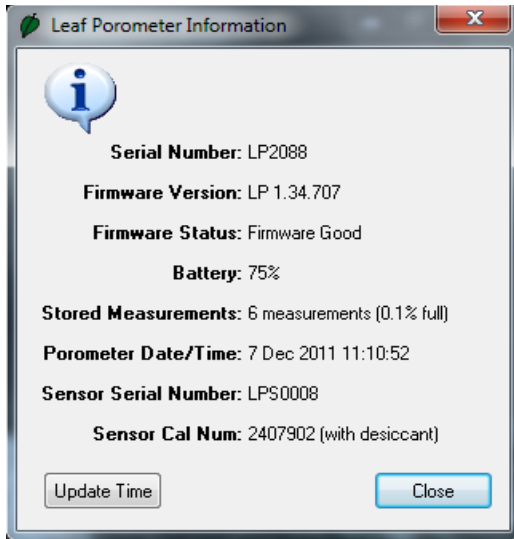 Leaf Porometer Information
Serial Number: LP2088
Firmware Version: LP 1.34.707
Firmware Status: Firmware Good
Battery: 75%
Stored Measurements: 6 measurements (0.1% full)
Porometer Date/Time: 7 Dec 2011 11:10:52
Sensor Serial Number: LPS0008
Sensor Cal Num: 2407902 (with desiccant)
Update Time Close